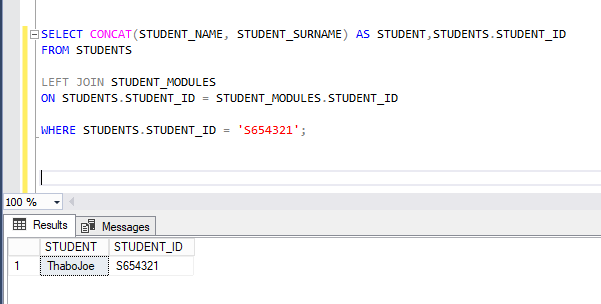 SELECT CONCAT(STUDENT_NAME, STUDENT_SURNAME) AS STUDENT,STUDENTS.STUDENT_ID
FROM STUDENTS
LEFT JOIN STUDENT_MODULES
ON STUDENTS.STUDENT_ID = STUDENT_MODULES.STUDENT_ID
WHERE STUDENTS.STUDENT_ID = 'S654321';
100 %
Results Messages
STUDENT STUDENT_ID
1 ThaboJoe S654321